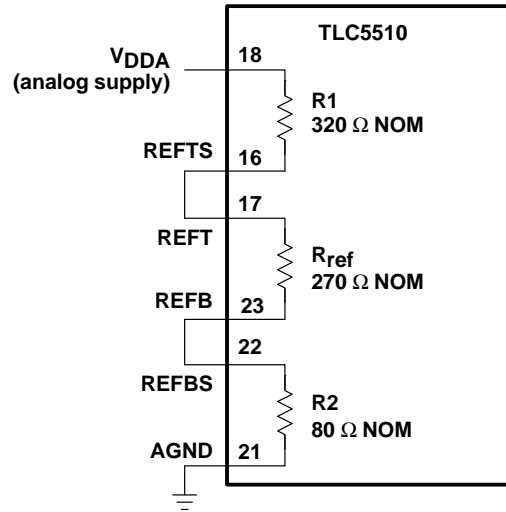 TLC5510
VDDA
(analog supply)
18
R1
320 Ω NOM
REFTS
16
17
REFT
Rref
270 Ω NOM
REFB
23
22
REFBS
R2
80 Ω NOM
AGND
21